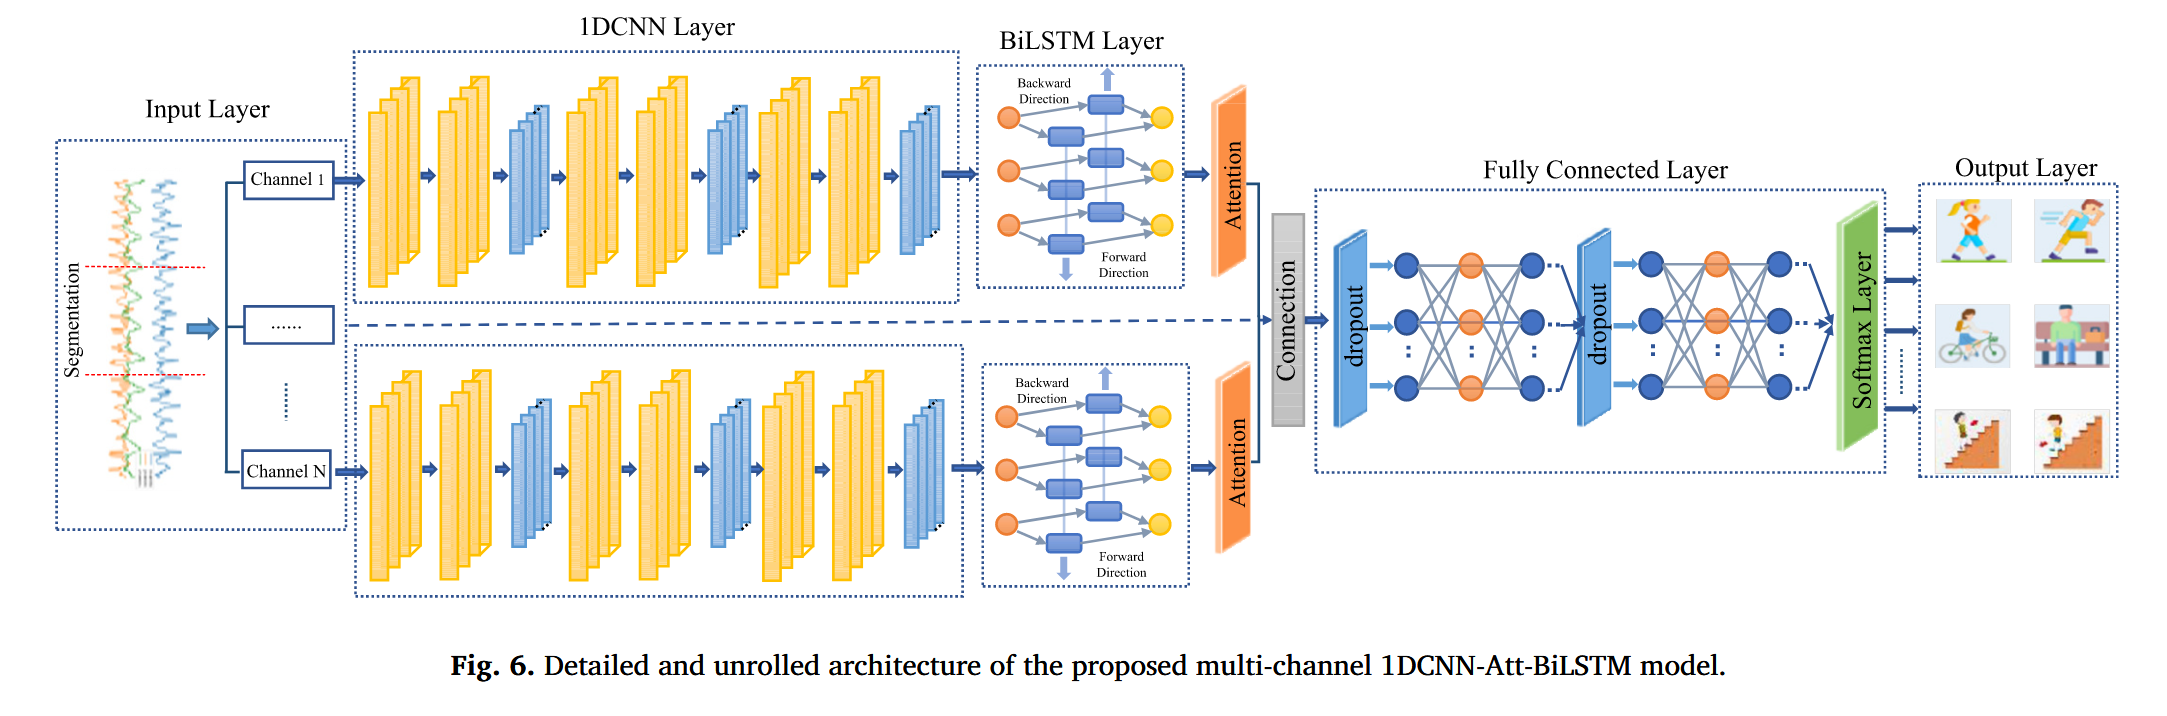 1DCNN Layer
BiLSTM Layer
Input Layer
Backward
Direction
Channel 1
Attention
Forward
Direction
Segmentation
......
Channel N
Backward
Direction
Attention
Forward
Direction
Connection
Fully Connected Layer
dropout
dropout
Softmax Layer
Output Layer
Fig. 6. Detailed and unrolled architecture of the proposed multi-channel 1DCNN-Att-BiLSTM model.